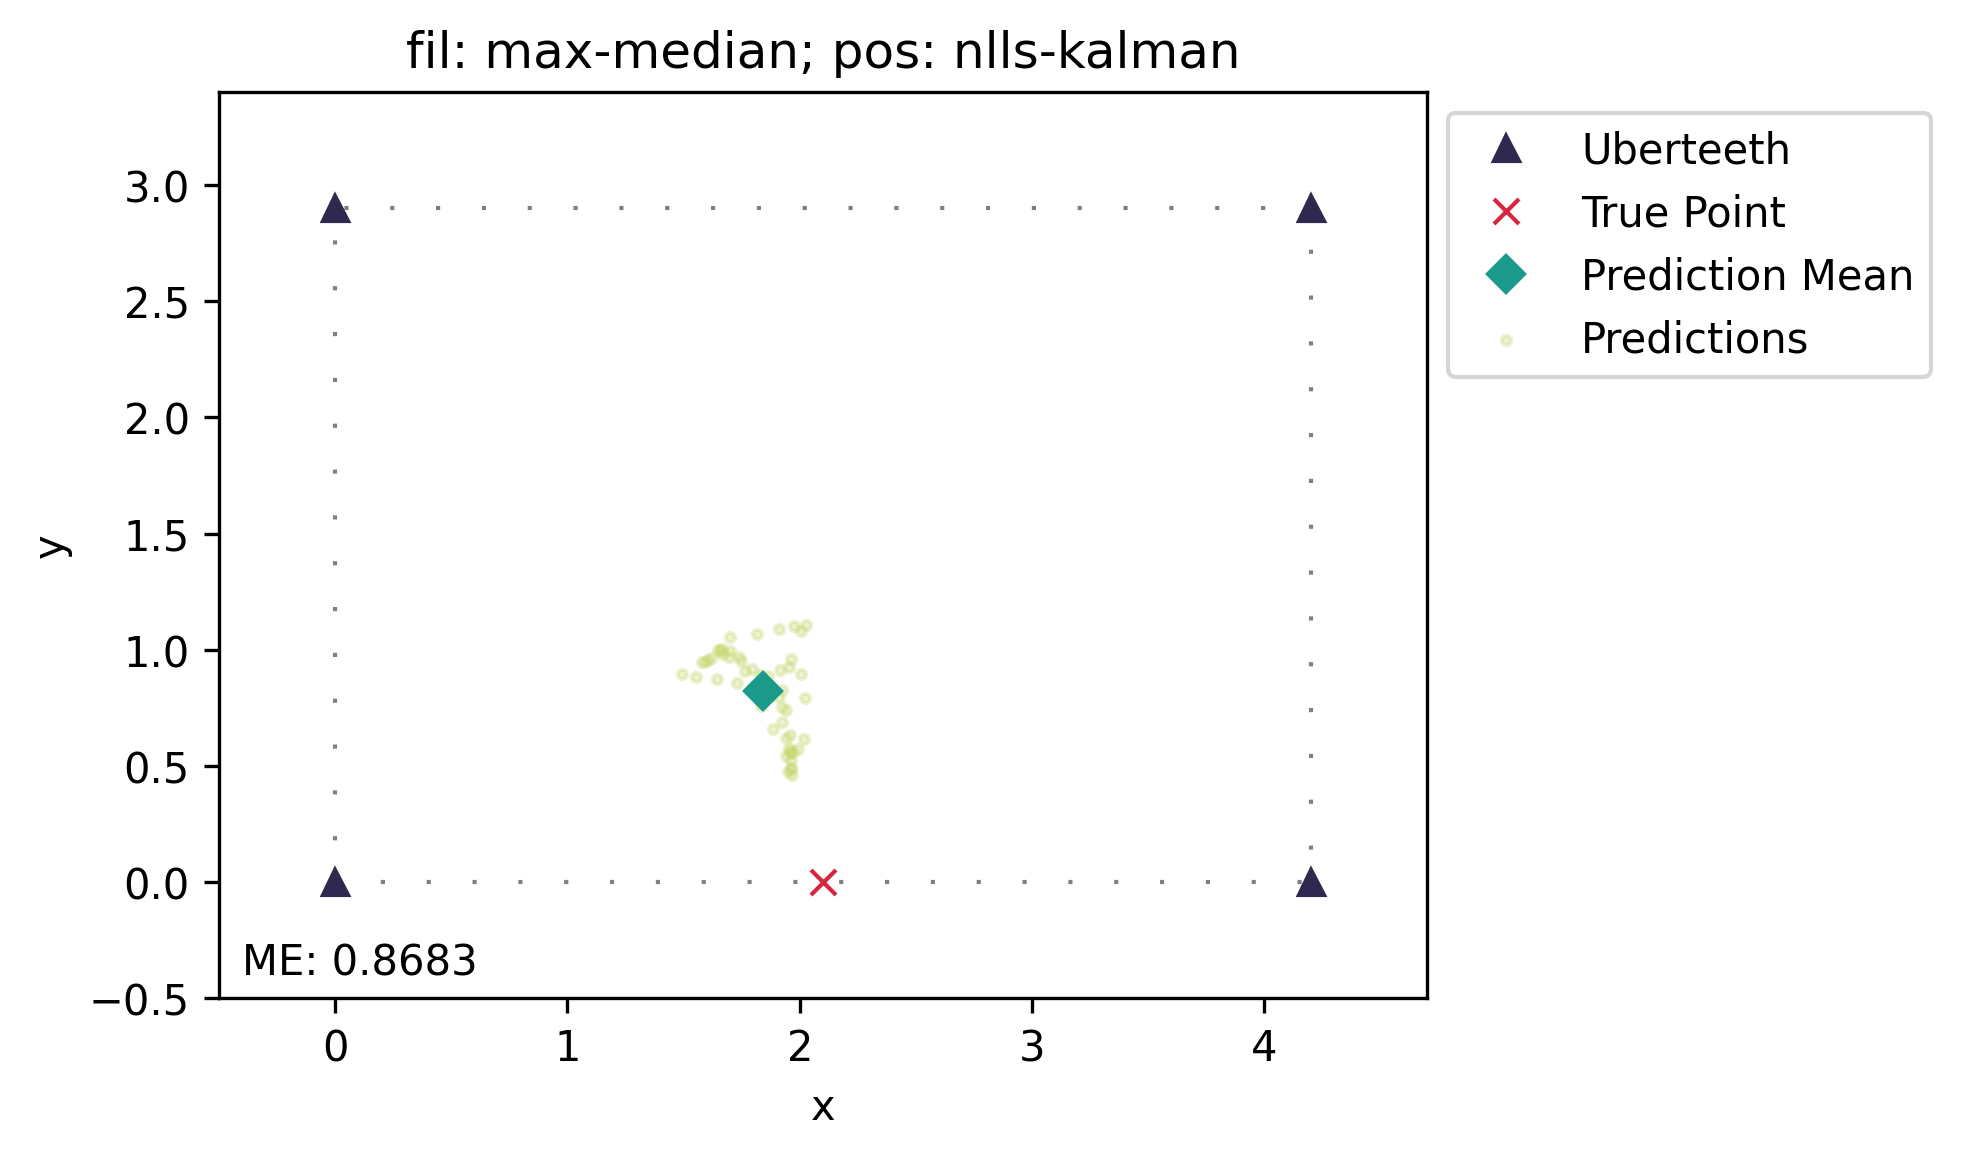 fil: max-median; pos: nlls-kalman
Uberteeth
True Point
Prediction Mean
Predictions
3.0
2.5
2.0
1.5
1.0
0.5
0.0
−0.5
y
ME: 0.8683
0 1 2 3 4
x